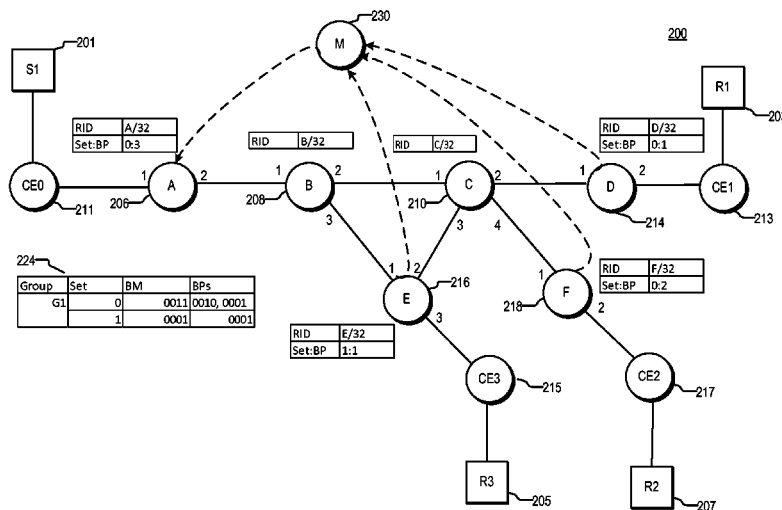 230
201
200
M
S1
R1
203
RID A/32
Set:BP 0:3
RID B/32
RID C/32
RID D/32
Set:BP 0:1
CE0 1 A 2 1 B 2 1 C 2 1 D 2 CE1
211
206
208
3
210
3
4
214
213
224
Group Set BM BPs
G1 0 0011 0010, 0001
1 0001 0001
1 2
E
216
3
1
F
218
2
RID F/32
Set:BP 0:2
RID E/32
Set:BP 1:1
CE3
215
CE2
217
R3
205
R2
207